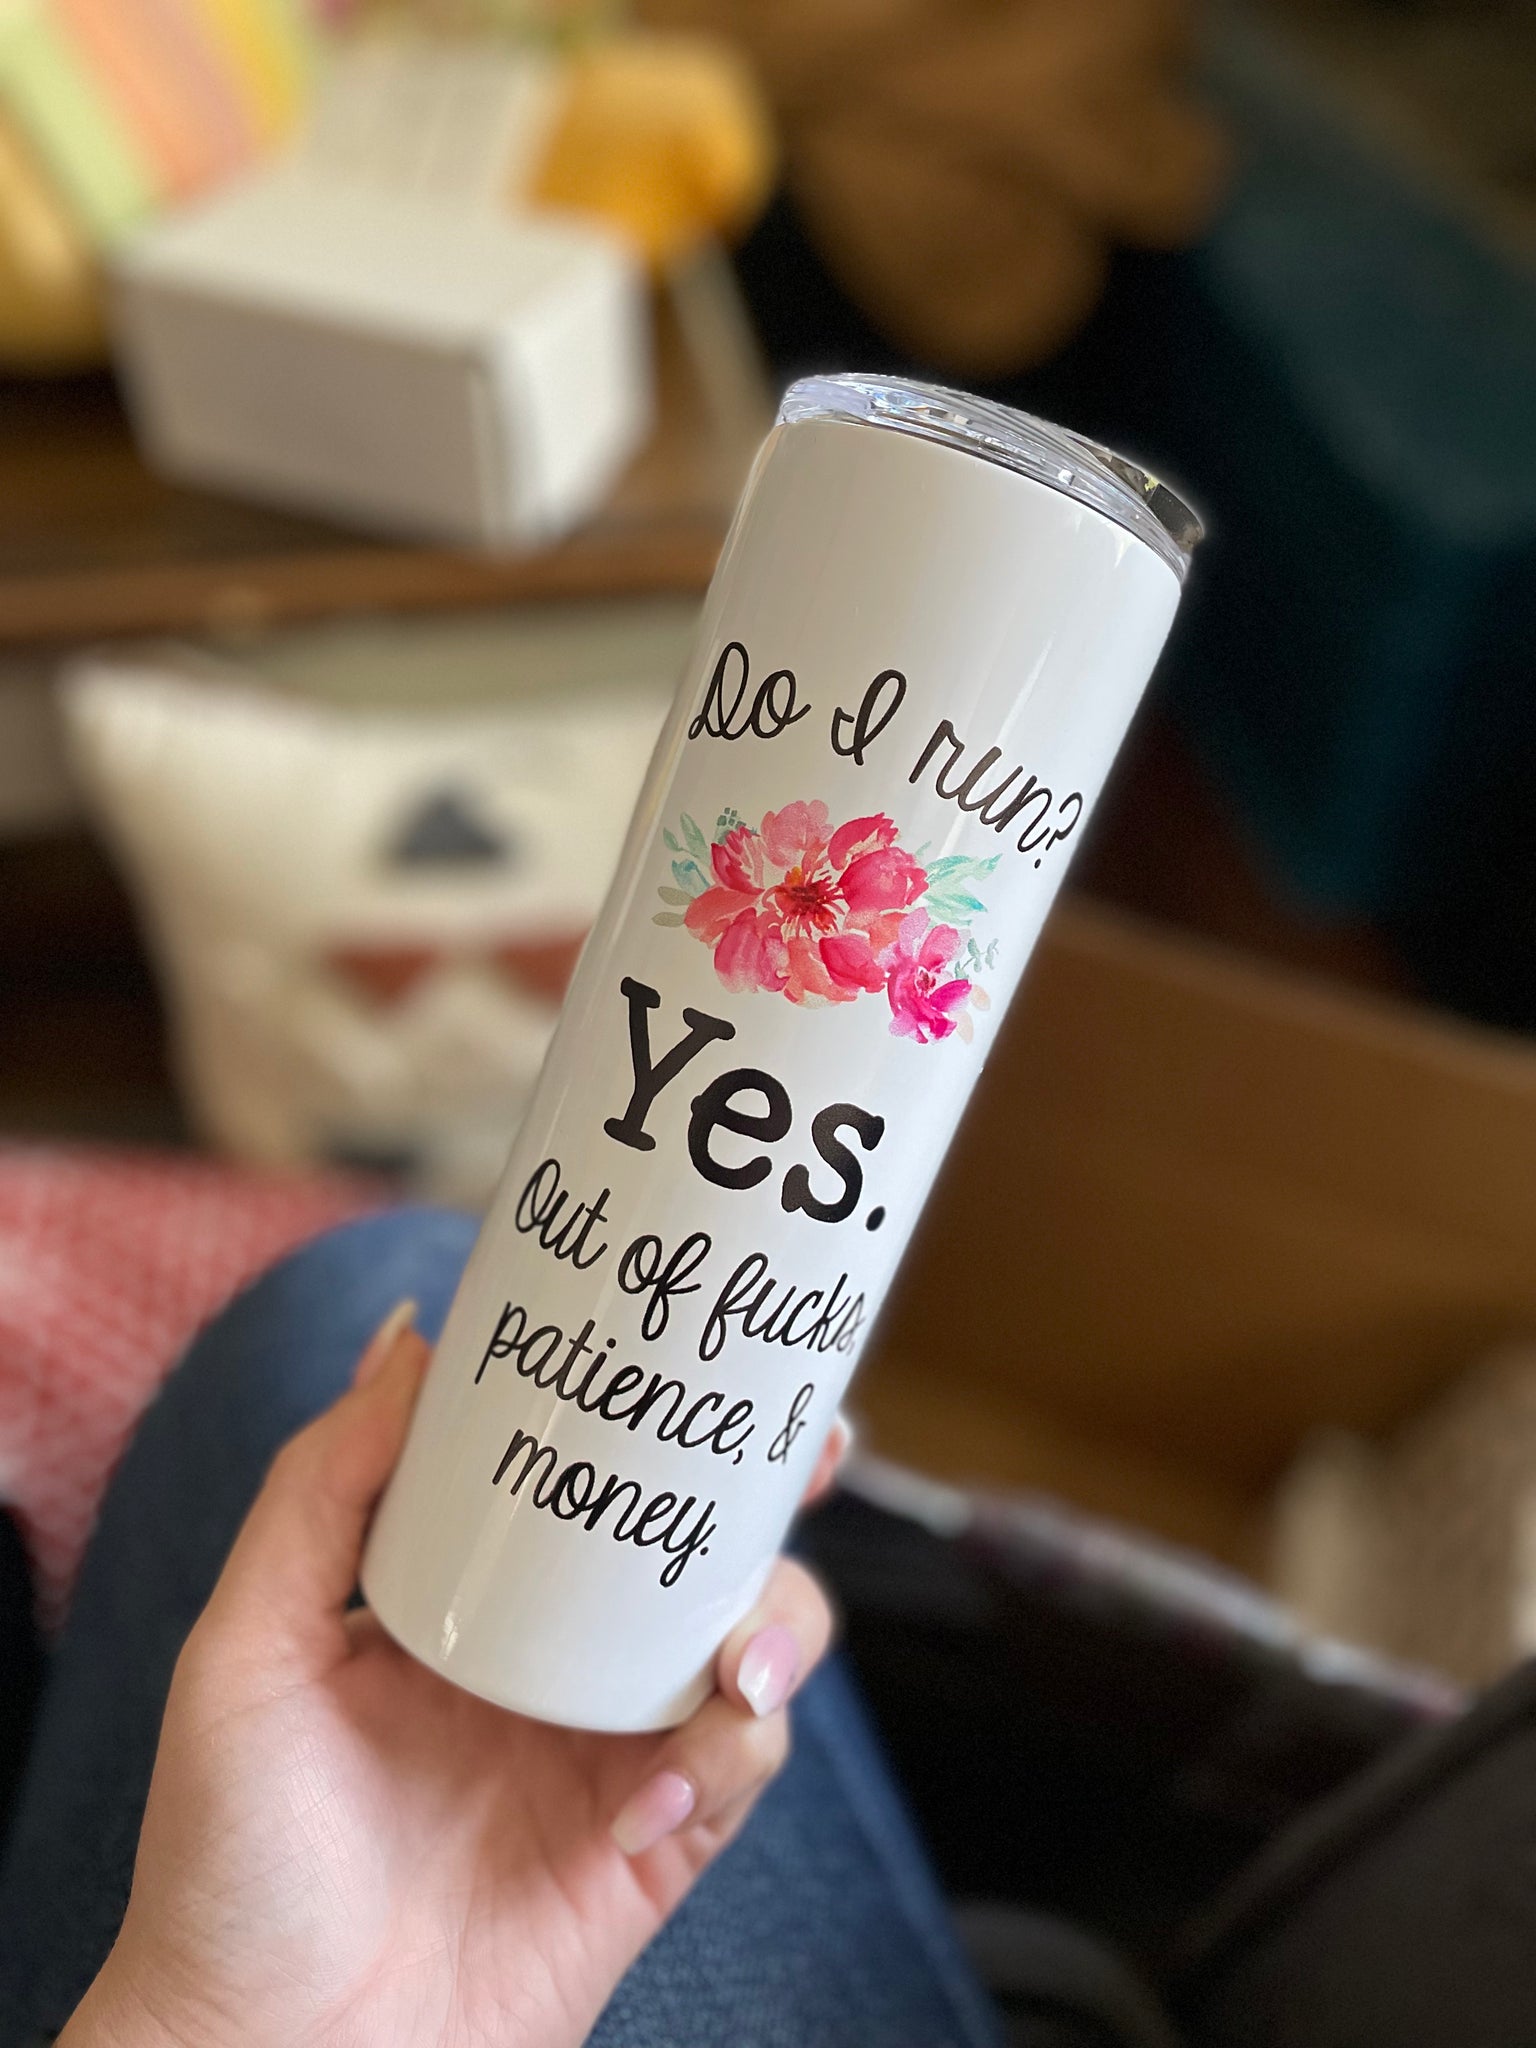 Do I run?
Yes.
Out of fucks,
patience, &
money.